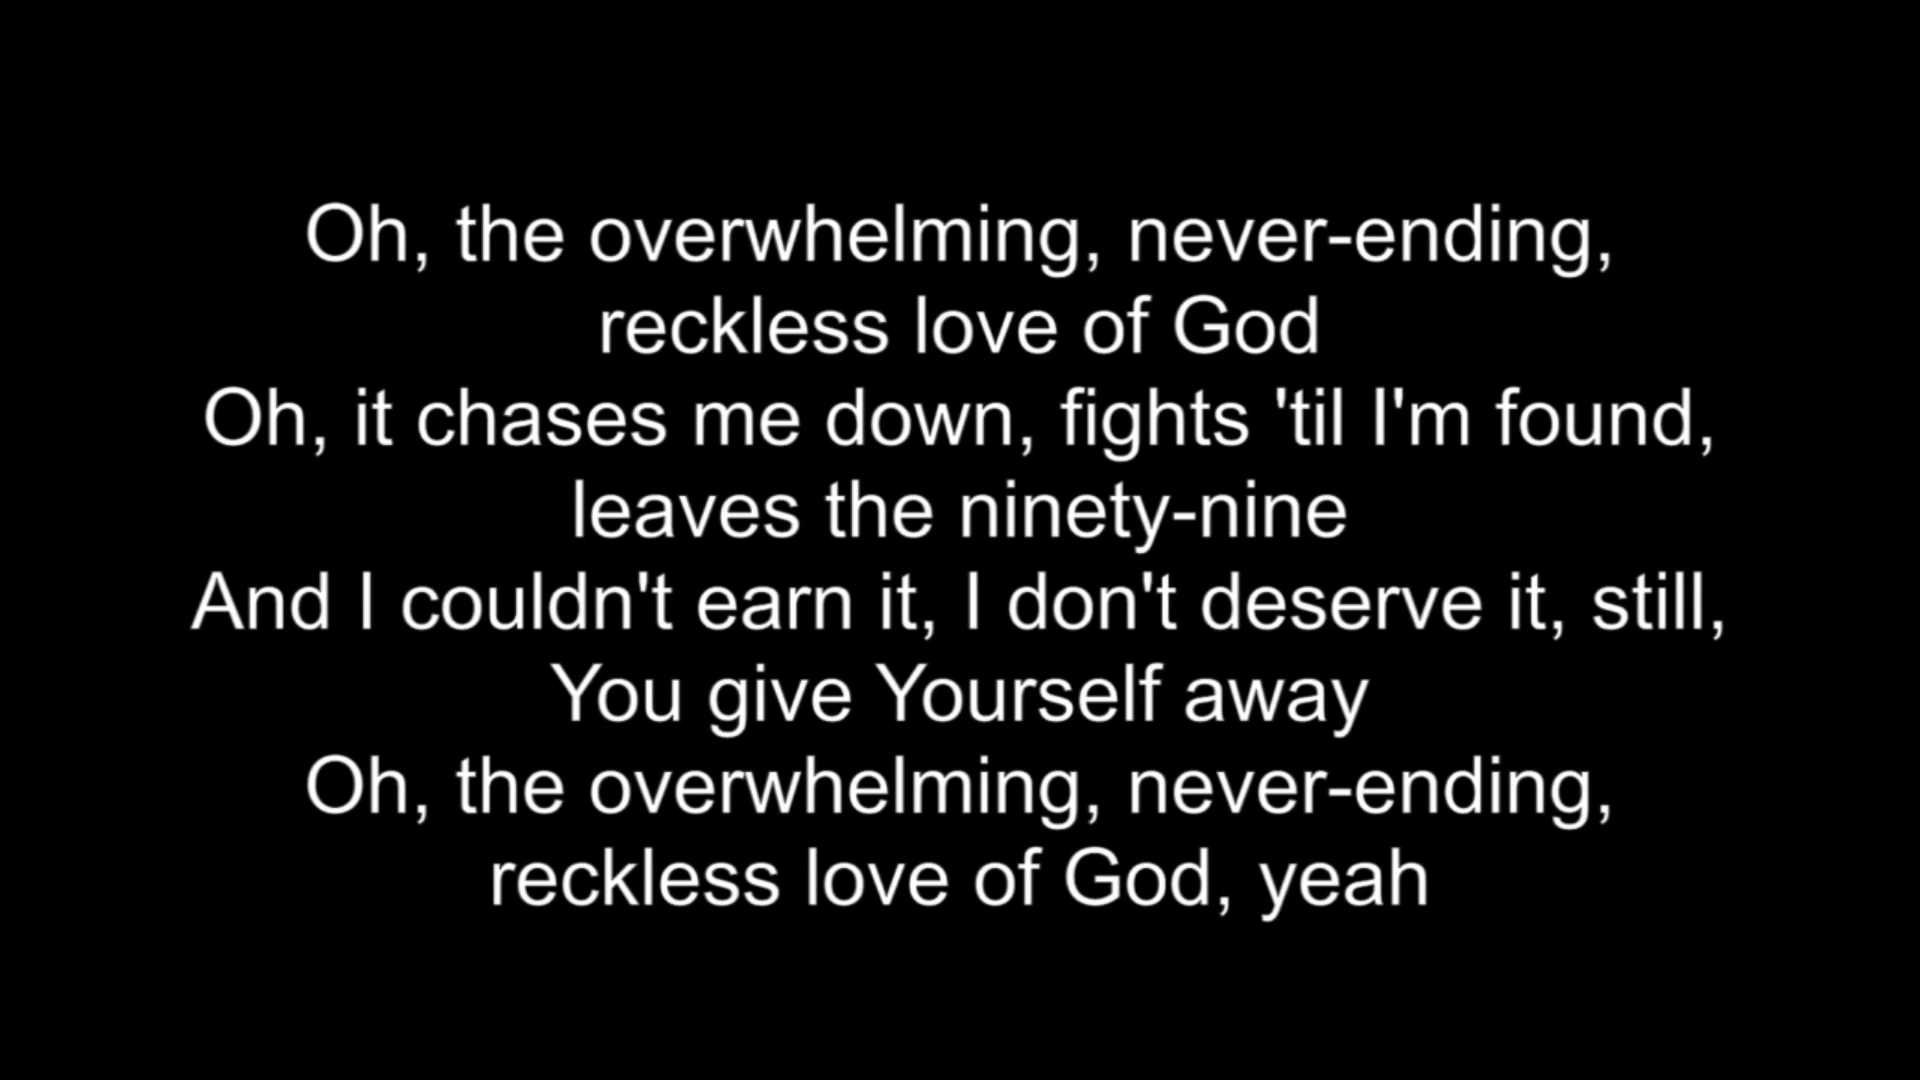 Oh, the overwhelming, never-ending,
reckless love of God
Oh, it chases me down, fights 'til I'm found,
leaves the ninety-nine
And I couldn't earn it, I don't deserve it, still,
You give Yourself away
Oh, the overwhelming, never-ending,
reckless love of God, yeah